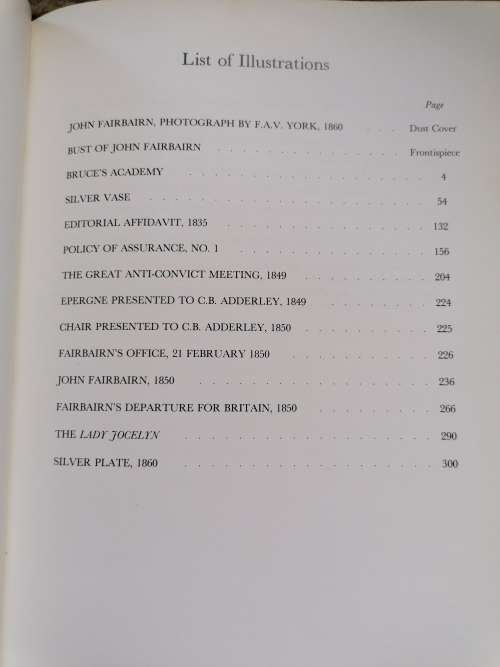 List of Illustrations
Page
JOHN FAIRBAIRN, PHOTOGRAPH BY F.A.V. YORK, 1860 . . . Dust Cover
BUST OF JOHN FAIRBAIRN . . . . . . . . . . . . . . Frontispiece
BRUCE'S ACADEMY . . . . . . . . . . . . . . . . . 4
SILVER VASE . . . . . . . . . . . . . . . . . . . 54
EDITORIAL AFFIDAVIT, 1835 . . . . . . . . . . . . . . 132
POLICY OF ASSURANCE, NO. 1 . . . . . . . . . . . . . 156
THE GREAT ANTI-CONVICT MEETING, 1849 . . . . . . . . . 204
EPERGNE PRESENTED TO C.B. ADDERLEY, 1849 . . . . . . . . 224
CHAIR PRESENTED TO C.B. ADDERLEY, 1850 . . . . . . . . . 225
FAIRBAIRN'S OFFICE, 21 FEBRUARY 1850 . . . . . . . . . . 226
JOHN FAIRBAIRN, 1850 . . . . . . . . . . . . . . . . 236
FAIRBAIRN'S DEPARTURE FOR BRITAIN, 1850 . . . . . . . . . 266
THE LADY JOCELYN . . . . . . . . . . . . . . . . . 290
SILVER PLATE, 1860 . . . . . . . . . . . . . . . . . 300